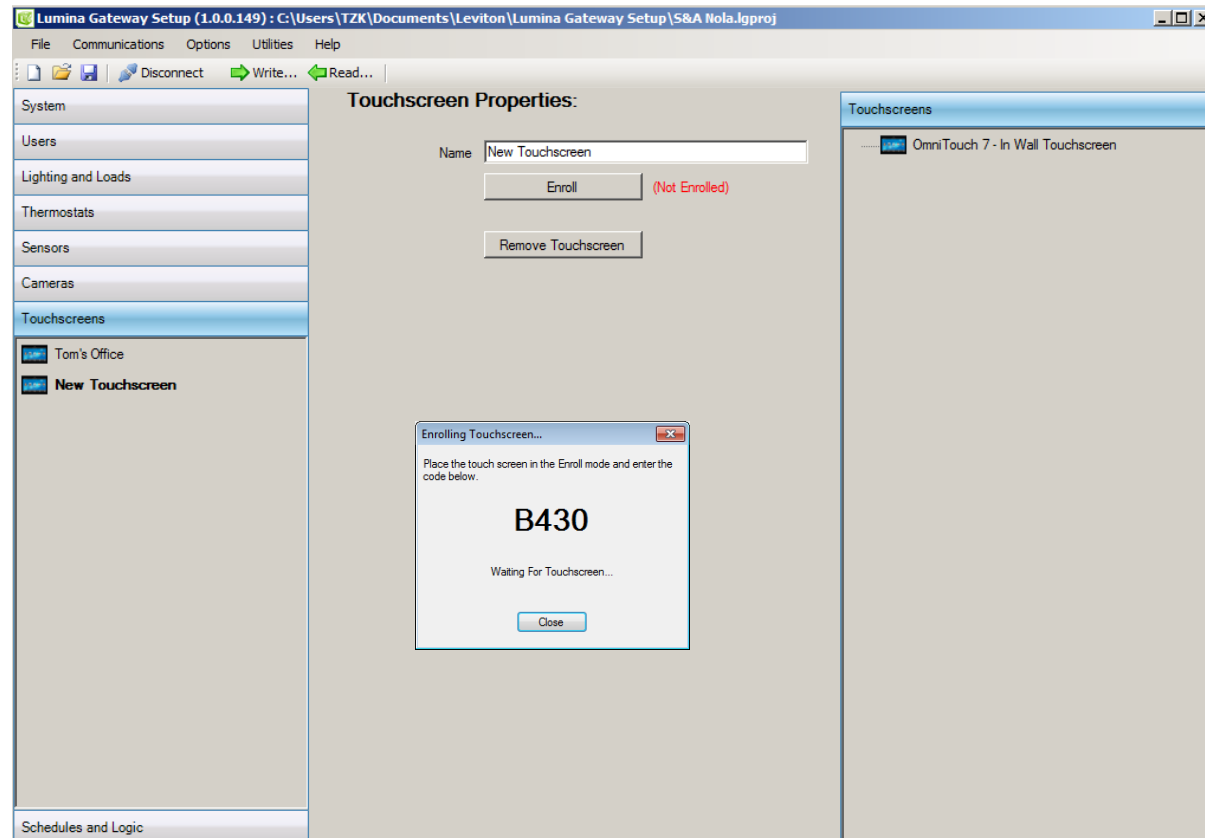 Lumina Gateway Setup (1.0.0.149) : C:\Users\TZK\Documents\Leviton\Lumina Gateway Setup\S&A Nola.lgproj
File Communications Options Utilities Help
Disconnect Write... Read...
System
Users
Lighting and Loads
Thermostats
Sensors
Cameras
Touchscreens
Tom's Office
New Touchscreen
Schedules and Logic
Touchscreen Properties:
Name New Touchscreen
Enroll (Not Enrolled)
Remove Touchscreen
Enrolling Touchscreen...
Place the touch screen in the Enroll mode and enter the
code below.
B430
Waiting For Touchscreen...
Close
Touchscreens
OmniTouch 7 - In Wall Touchscreen